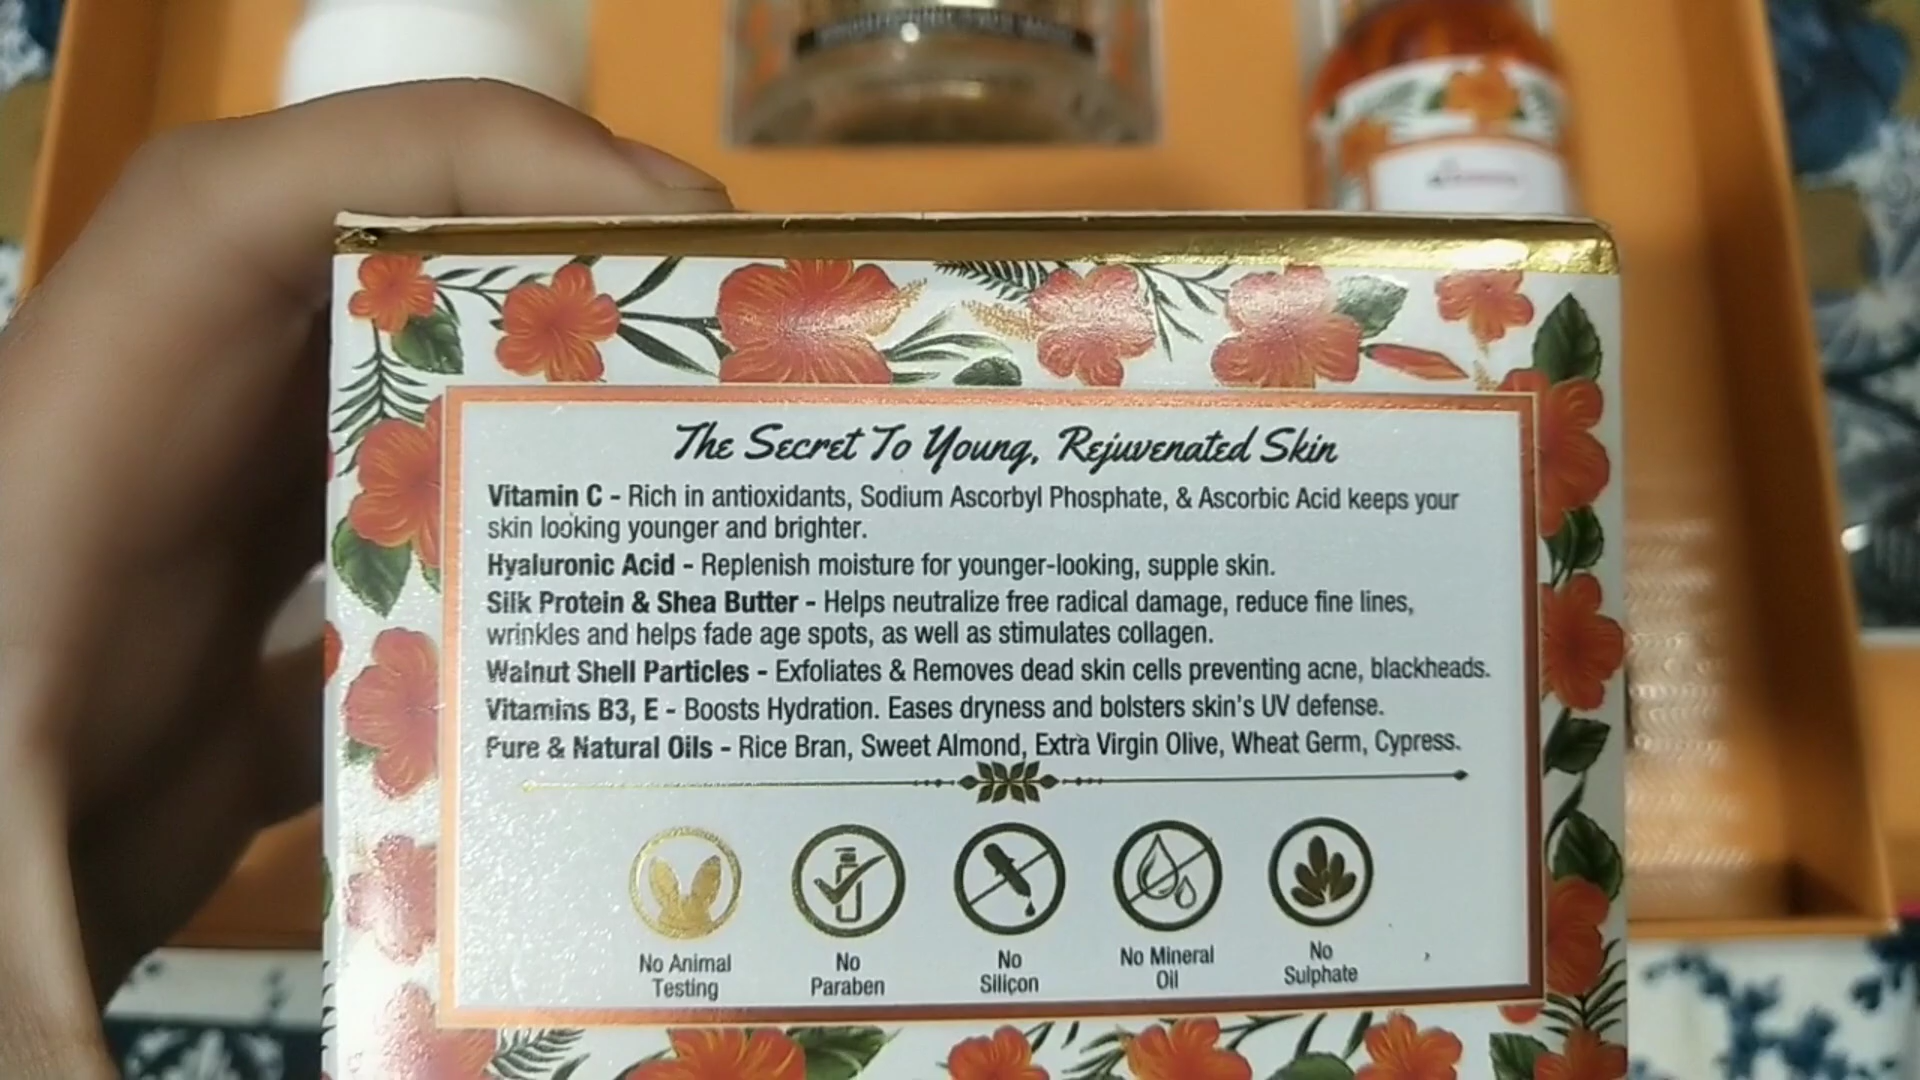 The Secret To Young, Rejuvenated Skin
Vitamin C - Rich in antioxidants, Sodium Ascorbyl Phosphate, & Ascorbic Acid keeps your
skin looking younger and brighter.
Hyaluronic Acid - Replenish moisture for younger-looking, supple skin.
Silk Protein & Shea Butter - Helps neutralize free radical damage, reduce fine lines,
wrinkles and helps fade age spots, as well as stimulates collagen.
Walnut Shell Particles - Exfoliates & Removes dead skin cells preventing acne, blackheads.
Vitamins B3, E - Boosts Hydration. Eases dryness and bolsters skin's UV defense.
Pure & Natural Oils - Rice Bran, Sweet Almond, Extra Virgin Olive, Wheat Germ, Cypress.
No Animal
Testing
No
Paraben
No
Silicon
No Mineral
Oil
No
Sulphate